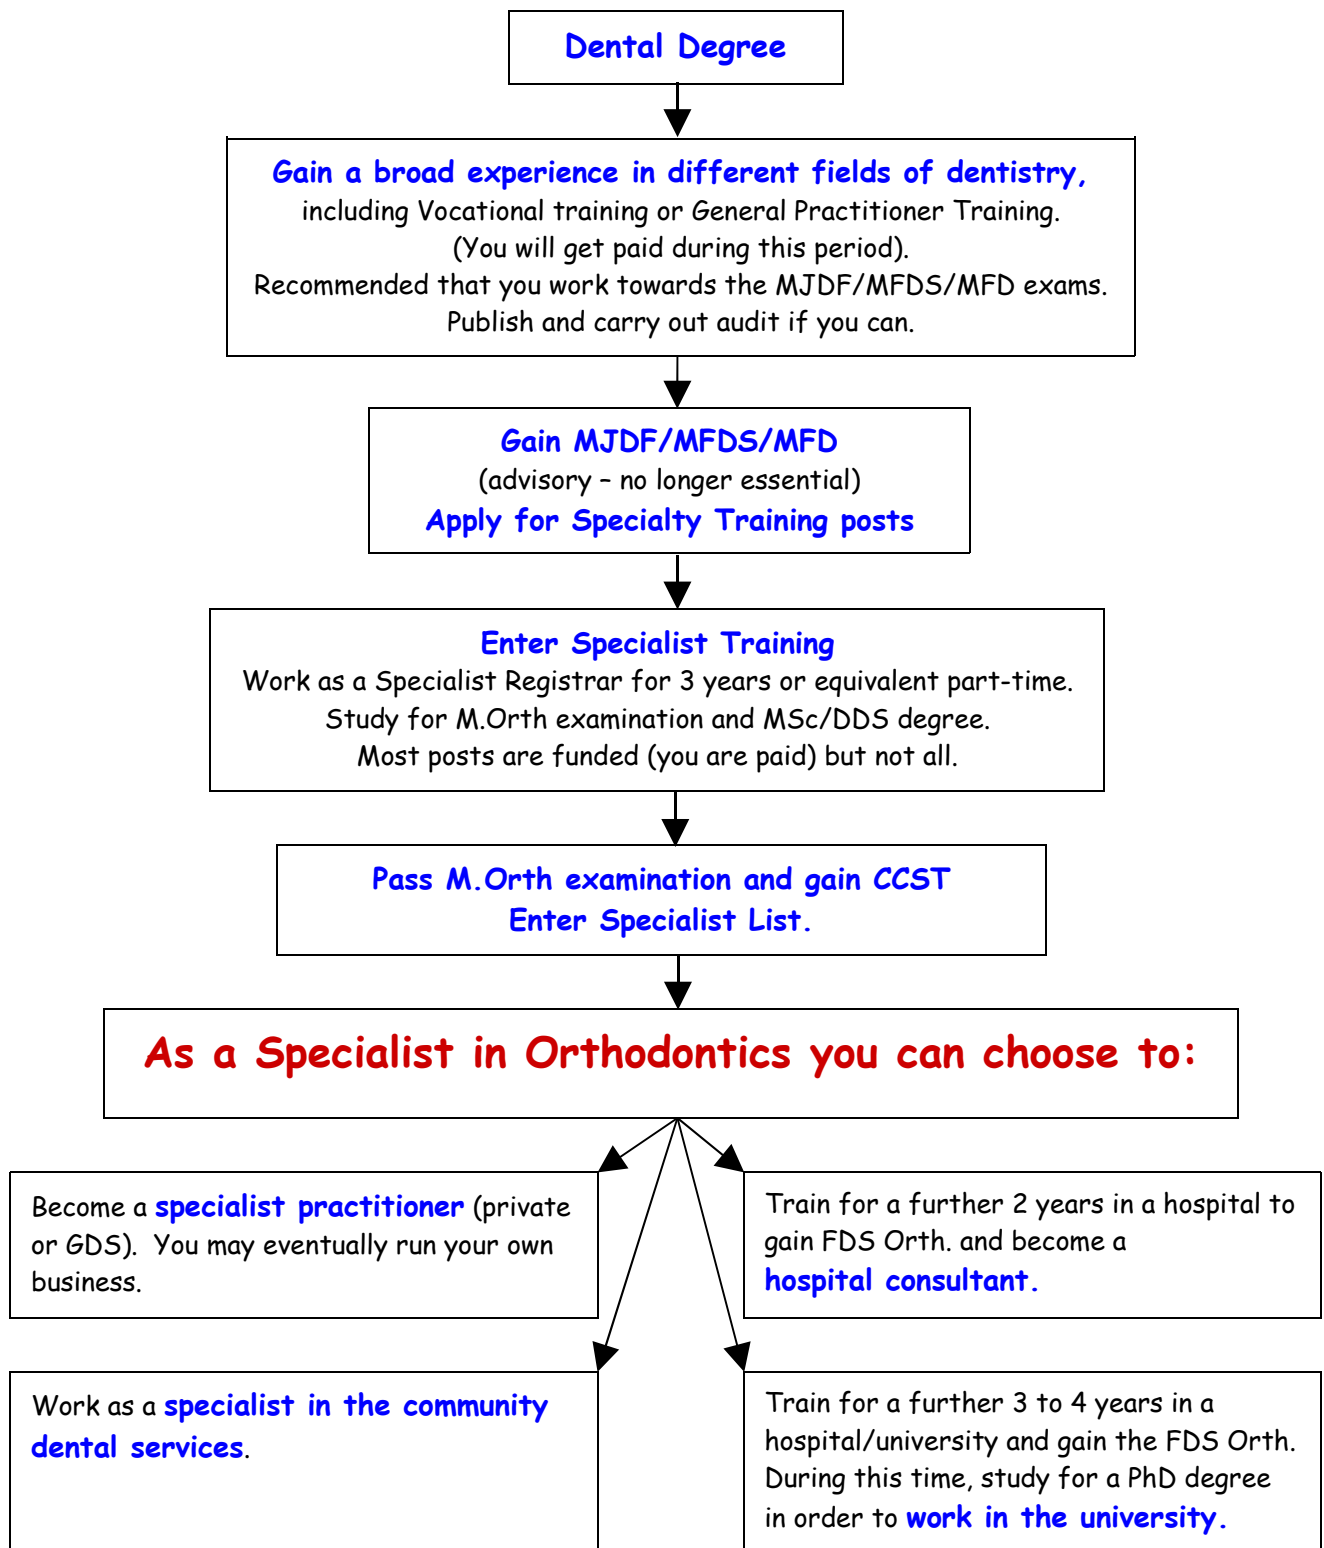 Dental Degree
Gain a broad experience in different fields of dentistry,
including Vocational training or General Practitioner Training.
(You will get paid during this period).
Recommended that you work towards the MJDF/MFDS/MFD exams.
Publish and carry out audit if you can.
Gain MJDF/MFDS/MFD
(advisory – no longer essential)
Apply for Specialty Training posts
Enter Specialist Training
Work as a Specialist Registrar for 3 years or equivalent part-time.
Study for M.Orth examination and MSc/DDS degree.
Most posts are funded (you are paid) but not all.
Pass M.Orth examination and gain CCST
Enter Specialist List.
As a Specialist in Orthodontics you can choose to:
Become a specialist practitioner (private
or GDS).  You may eventually run your own
business.
Train for a further 2 years in a hospital to
gain FDS Orth. and become a
hospital consultant.
Work as a specialist in the community
dental services.
Train for a further 3 to 4 years in a
hospital/university and gain the FDS Orth.
During this time, study for a PhD degree
in order to work in the university.